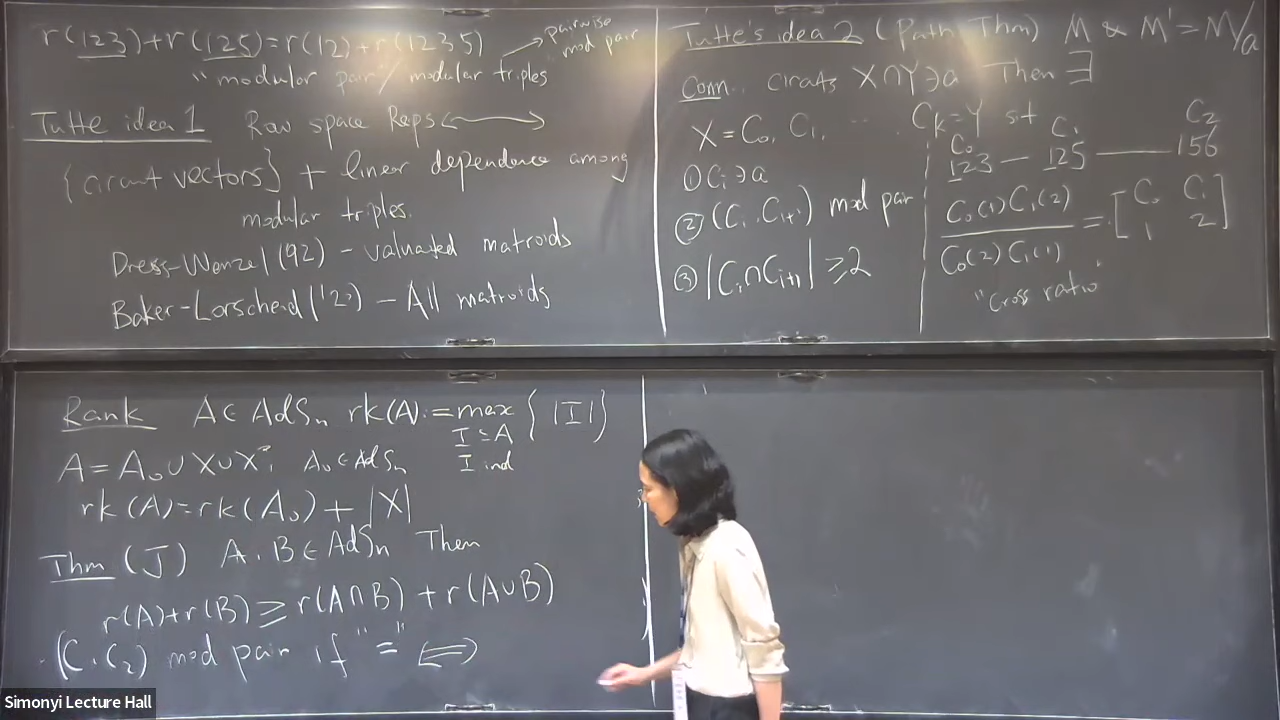 r(123)+r(125)=r(12)+r(1235)
pairwise mod pair
"modular pair/ modular triples"
Tutte idea 1 Row space Reps ⟷
{circuit vectors} + linear dependence among
modular triples.
Dress-Wenzel (92) - valuated matroids
Baker-Lorscheid ('2?) - All matroids
Tutte's idea 2 (Path Thm) M & M' = M/a
Conn.. circuits X∩Y∋a Then ∃
X = C₀, C₁, ... Cₖ=Y s.t
① Cᵢ∋a
② (Cᵢ, Cᵢ₊₁) mod pair
③ |Cᵢ∩Cᵢ₊₁| ≥2
C₀ C₁ C₂
123 — 125 — 156
C₀(1)C₁(2) / C₀(2)C₁(1) = [C₀ C₁ / 1 2]
"Cross ratio"
Rank A∈AdSₙ rk(A):=max {|I|}
I⊆A
I ind
A=A₀∪X∪X*, A₀∈AdSₙ
rk(A)=rk(A₀)+|X|
Thm (J) A, B∈AdSₙ Then
r(A)+r(B)≥r(A∩B)+r(A∪B)
(C₁,C₂) mod pair if "=" ⟺
Simonyi Lecture Hall